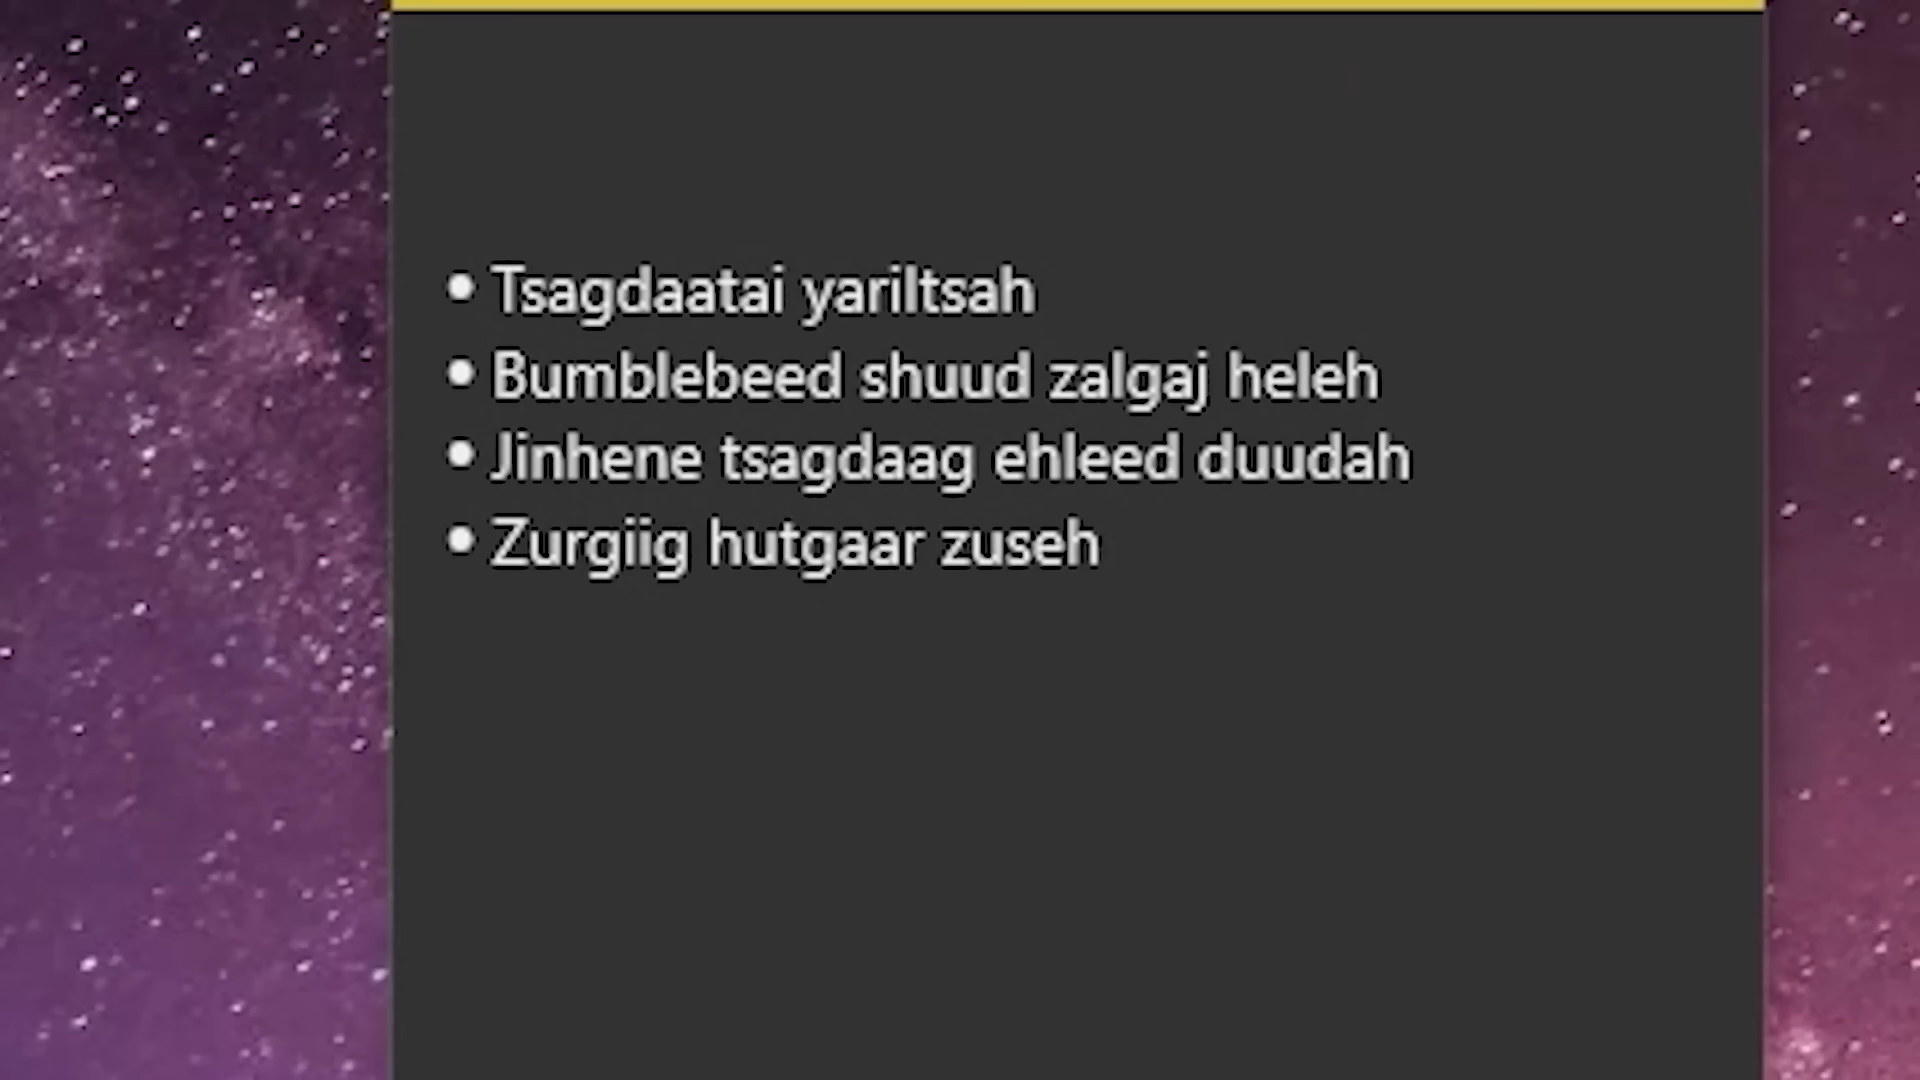 • Tsagdaatai yariltsah
• Bumblebeed shuud zalgaj heleh
• Jinhene tsagdaag ehleed duudah
• Zurgiig hutgaar zuseh